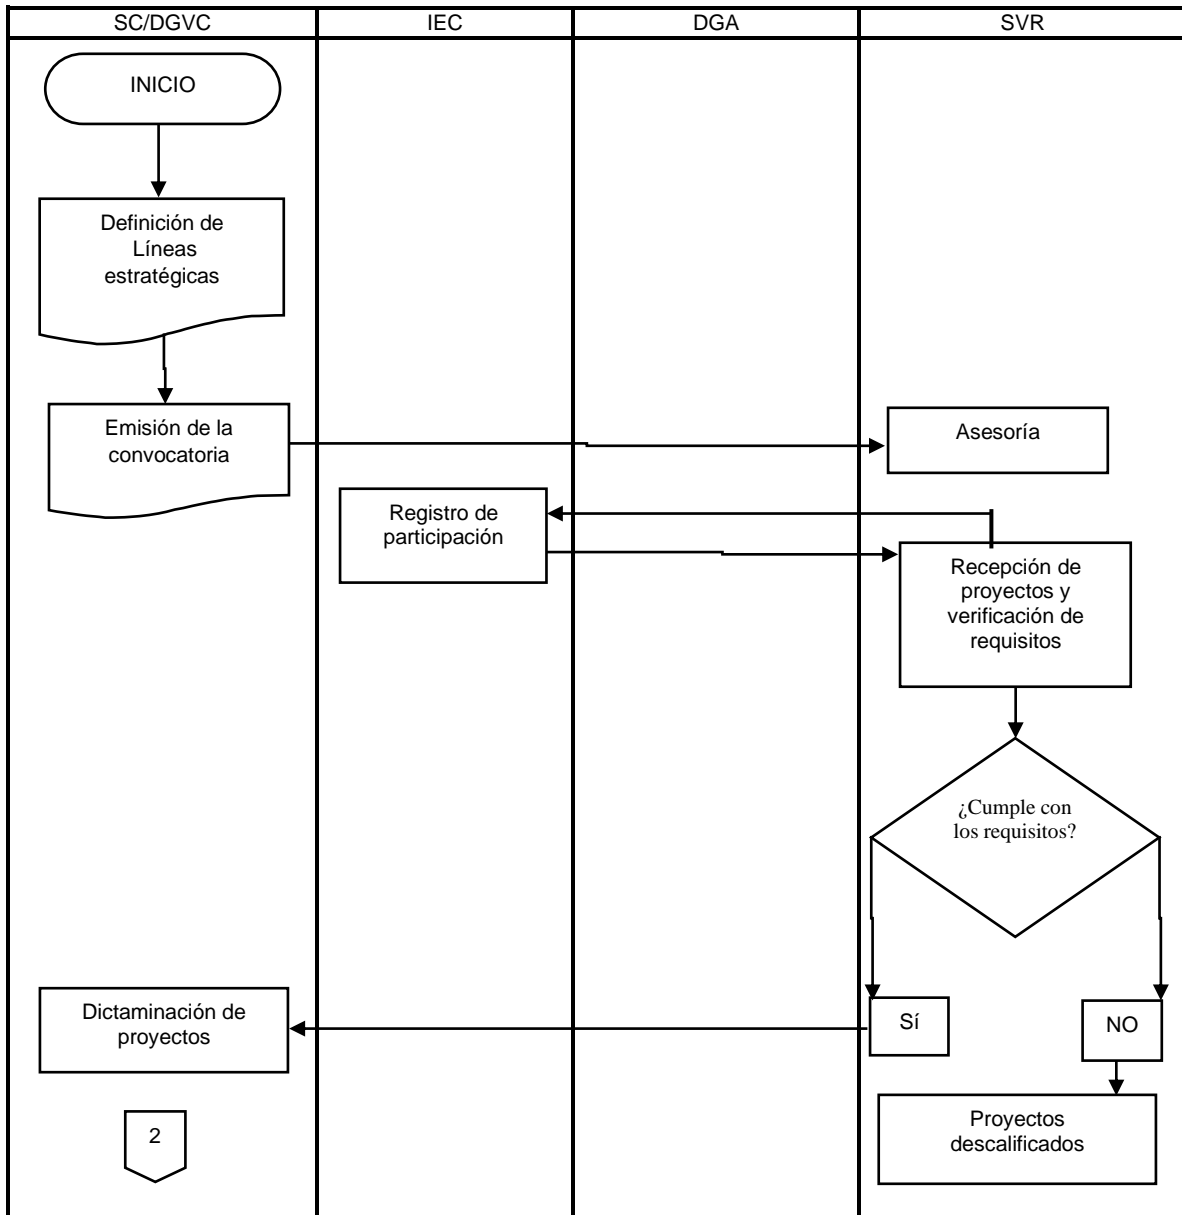 SC/DGVC
IEC
DGA
SVR
INICIO
Definición de
Líneas
estratégicas
Emisión de la
convocatoria
Asesoría
Registro de
participación
Recepción de
proyectos y
verificación de
requisitos
¿Cumple con
los requisitos?
Dictaminación de
proyectos
Sí
NO
2
Proyectos
descalificados